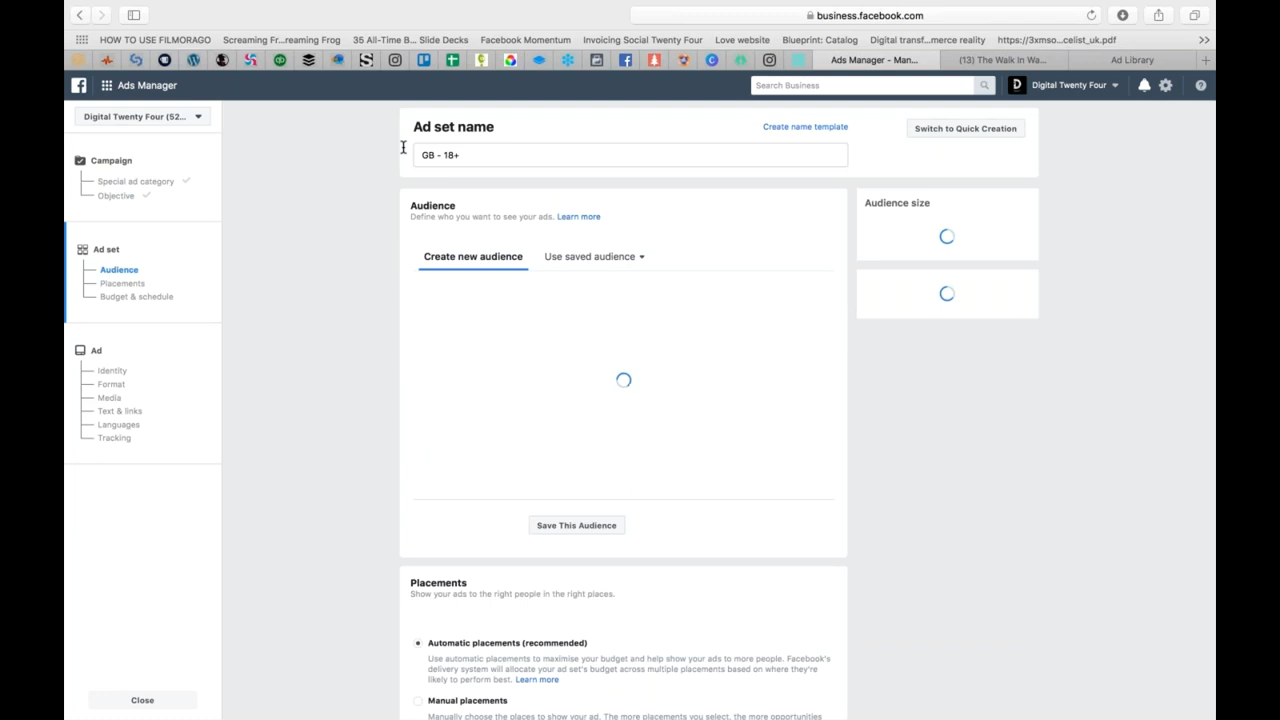 business.facebook.com
HOW TO USE FILMORAGO
Screaming Fr...reaming Frog
35 All-Time B... Slide Decks
Facebook Momentum
Invoicing Social Twenty Four
Love website
Blueprint: Catalog
Digital transf...merce reality
https://3xmso...celist_uk.pdf
Ads Manager - Man...
(13) The Walk In Wa...
Ad Library
Ads Manager
Search Business
Digital Twenty Four
Digital Twenty Four (52...
Campaign
Special ad category
Objective
Ad set
Audience
Placements
Budget & schedule
Ad
Identity
Format
Media
Text & links
Languages
Tracking
Close
Ad set name
Create name template
Switch to Quick Creation
GB - 18+
Audience
Define who you want to see your ads. Learn more
Create new audience
Use saved audience
Save This Audience
Audience size
Placements
Show your ads to the right people in the right places.
Automatic placements (recommended)
Use automatic placements to maximise your budget and help show your ads to more people. Facebook's
delivery system will allocate your ad set's budget across multiple placements based on where they're
likely to perform best. Learn more
Manual placements
Manually choose the places to show your ad. The more placements you select, the more opportunities